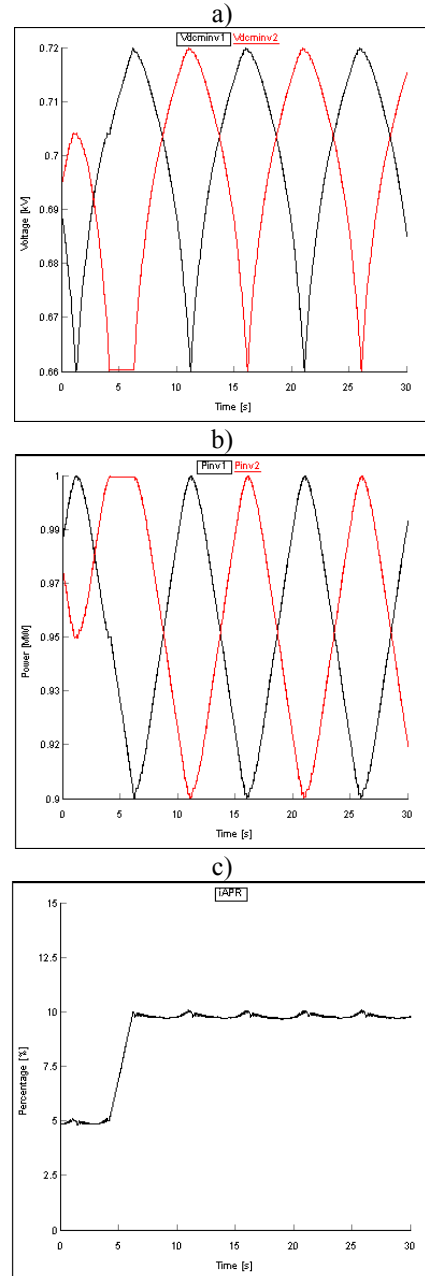 a)
Vdcminv1 Vdcminv2
0.72
0.71
0.7
0.69
0.68
0.67
0.66
Voltage [kV]
0 5 10 15 20 25 30
Time [s]
b)
Pinv1 Pinv2
1
0.99
0.97
0.95
0.93
0.92
0.9
Power [MW]
0 5 10 15 20 25 30
Time [s]
c)
iAPR
15
12.5
10
7.5
5
2.5
0
Percentage [%]
0 5 10 15 20 25 30
Time [s]